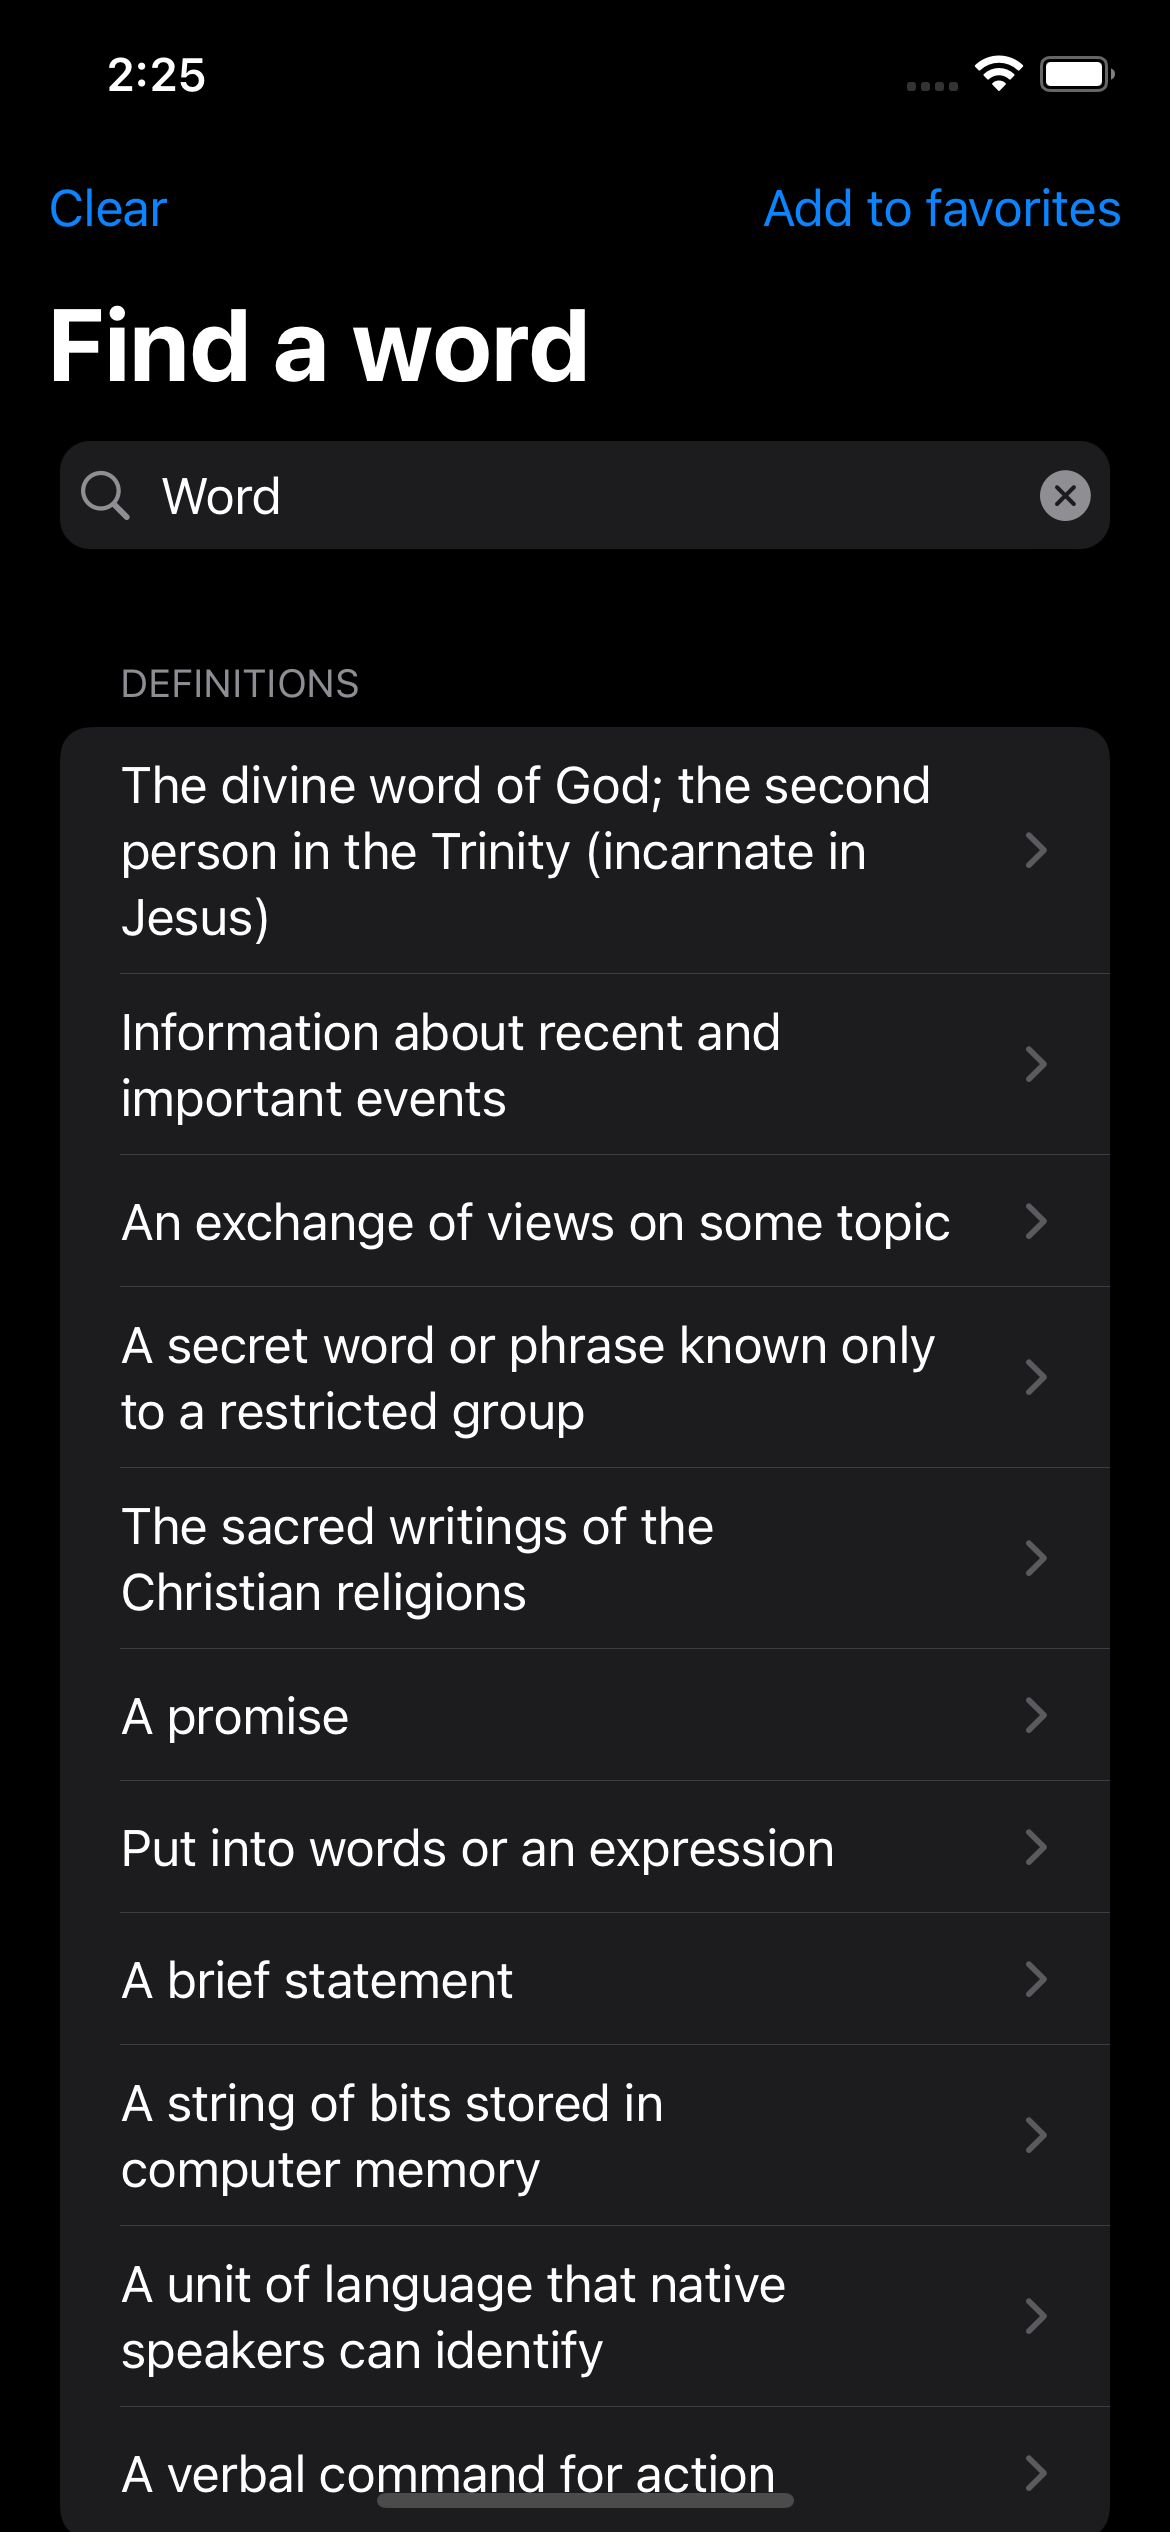 2:25
Clear
Add to favorites
Find a word
Word
DEFINITIONS
The divine word of God; the second
person in the Trinity (incarnate in
Jesus)
Information about recent and
important events
An exchange of views on some topic
A secret word or phrase known only
to a restricted group
The sacred writings of the
Christian religions
A promise
Put into words or an expression
A brief statement
A string of bits stored in
computer memory
A unit of language that native
speakers can identify
A verbal command for action